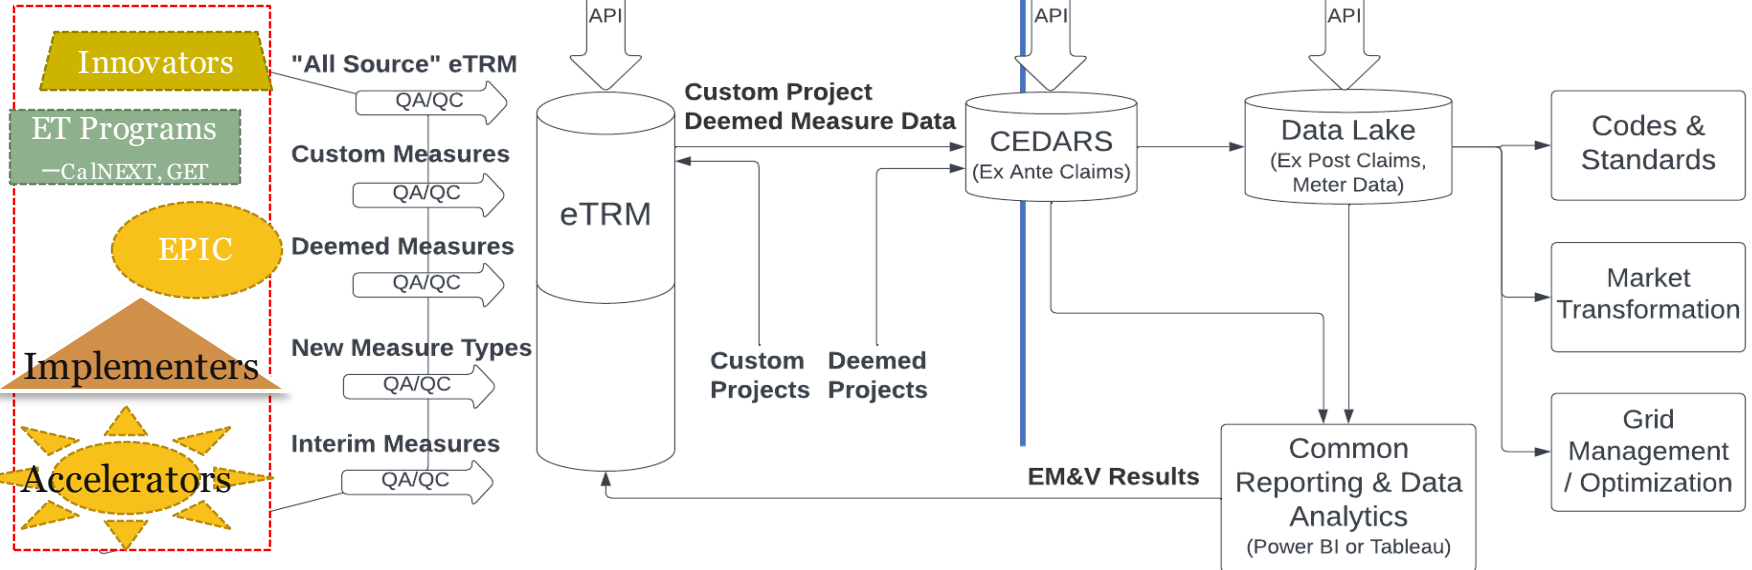 API
API
API
Innovators
ET Programs
—CalNEXT, GET
EPIC
Implementers
Accelerators
"All Source" eTRM
QA/QC
Custom Measures
QA/QC
Deemed Measures
QA/QC
New Measure Types
QA/QC
Interim Measures
QA/QC
eTRM
Custom Project
Deemed Measure Data
Custom
Projects
Deemed
Projects
CEDARS
(Ex Ante Claims)
Data Lake
(Ex Post Claims,
Meter Data)
Codes &
Standards
Market
Transformation
Grid
Management
/ Optimization
EM&V Results
Common
Reporting & Data
Analytics
(Power BI or Tableau)